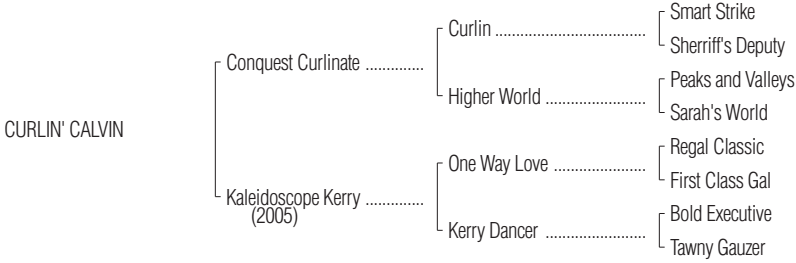 Smart Strike
Curlin ....................................
Sherriff's Deputy
Conquest Curlinate ..............
Peaks and Valleys
Higher World ........................
Sarah's World
CURLIN' CALVIN
Regal Classic
One Way Love ......................
First Class Gal
Kaleidoscope Kerry ..............
(2005)
Bold Executive
Kerry Dancer ........................
Tawny Gauzer